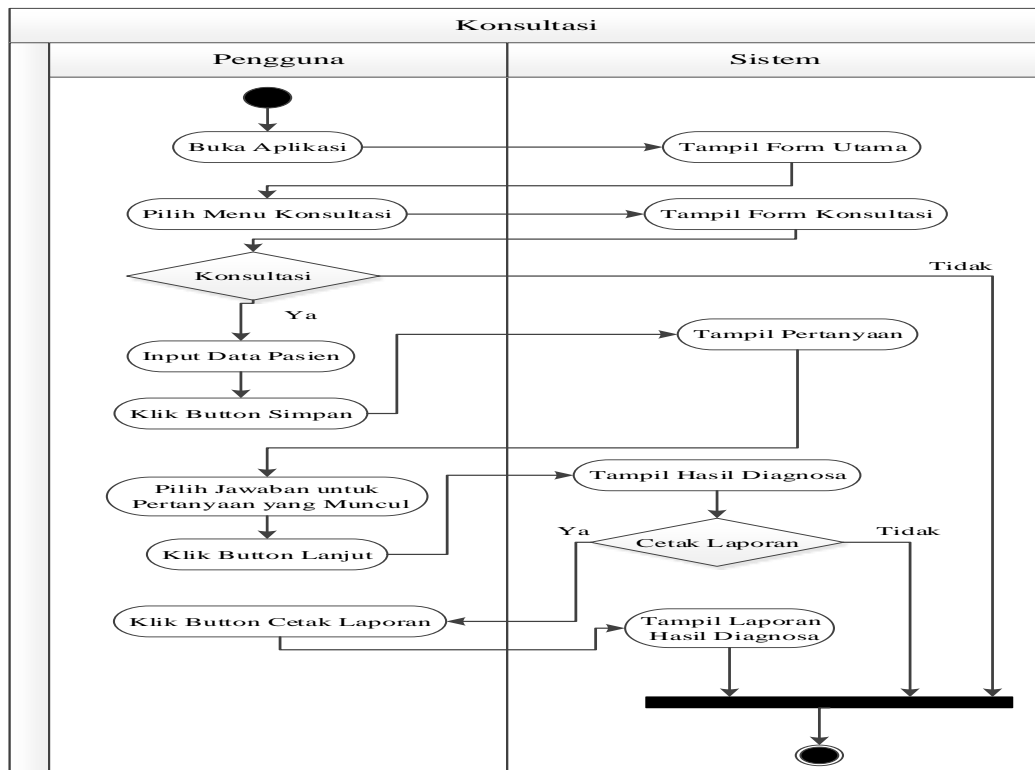 Konsultasi
Pengguna
Sistem
Buka Aplikasi
Tampil Form Utama
Pilih Menu Konsultasi
Tampil Form Konsultasi
Konsultasi
Tidak
Ya
Input Data Pasien
Tampil Pertanyaan
Klik Button Simpan
Pilih Jawaban untuk
Pertanyaan yang Muncul
Tampil Hasil Diagnosa
Klik Button Lanjut
Ya
Cetak Laporan
Tidak
Klik Button Cetak Laporan
Tampil Laporan
Hasil Diagnosa